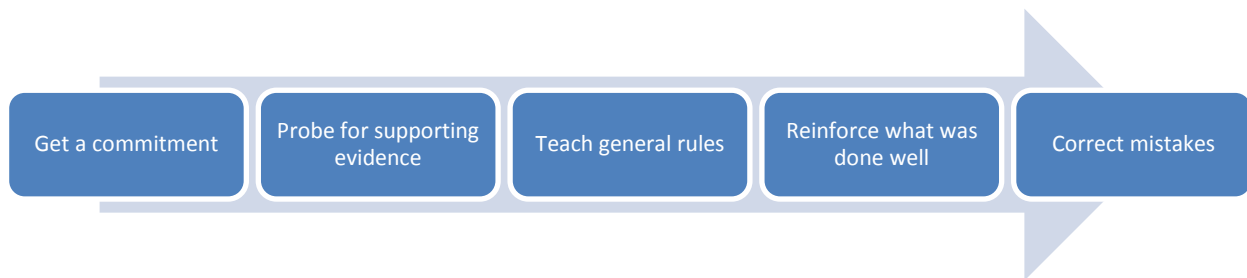 Get a commitment
Probe for supporting
evidence
Teach general rules
Reinforce what was
done well
Correct mistakes